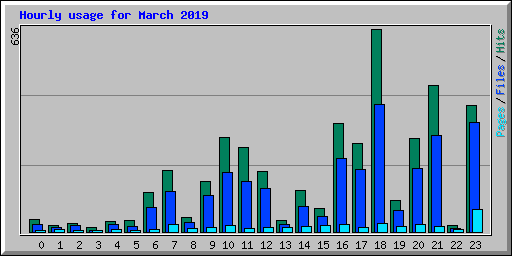 Hourly usage for March 2019
636
Pages/Files/Hits
0 1 2 3 4 5 6 7 8 9 10 11 12 13 14 15 16 17 18 19 20 21 22 23